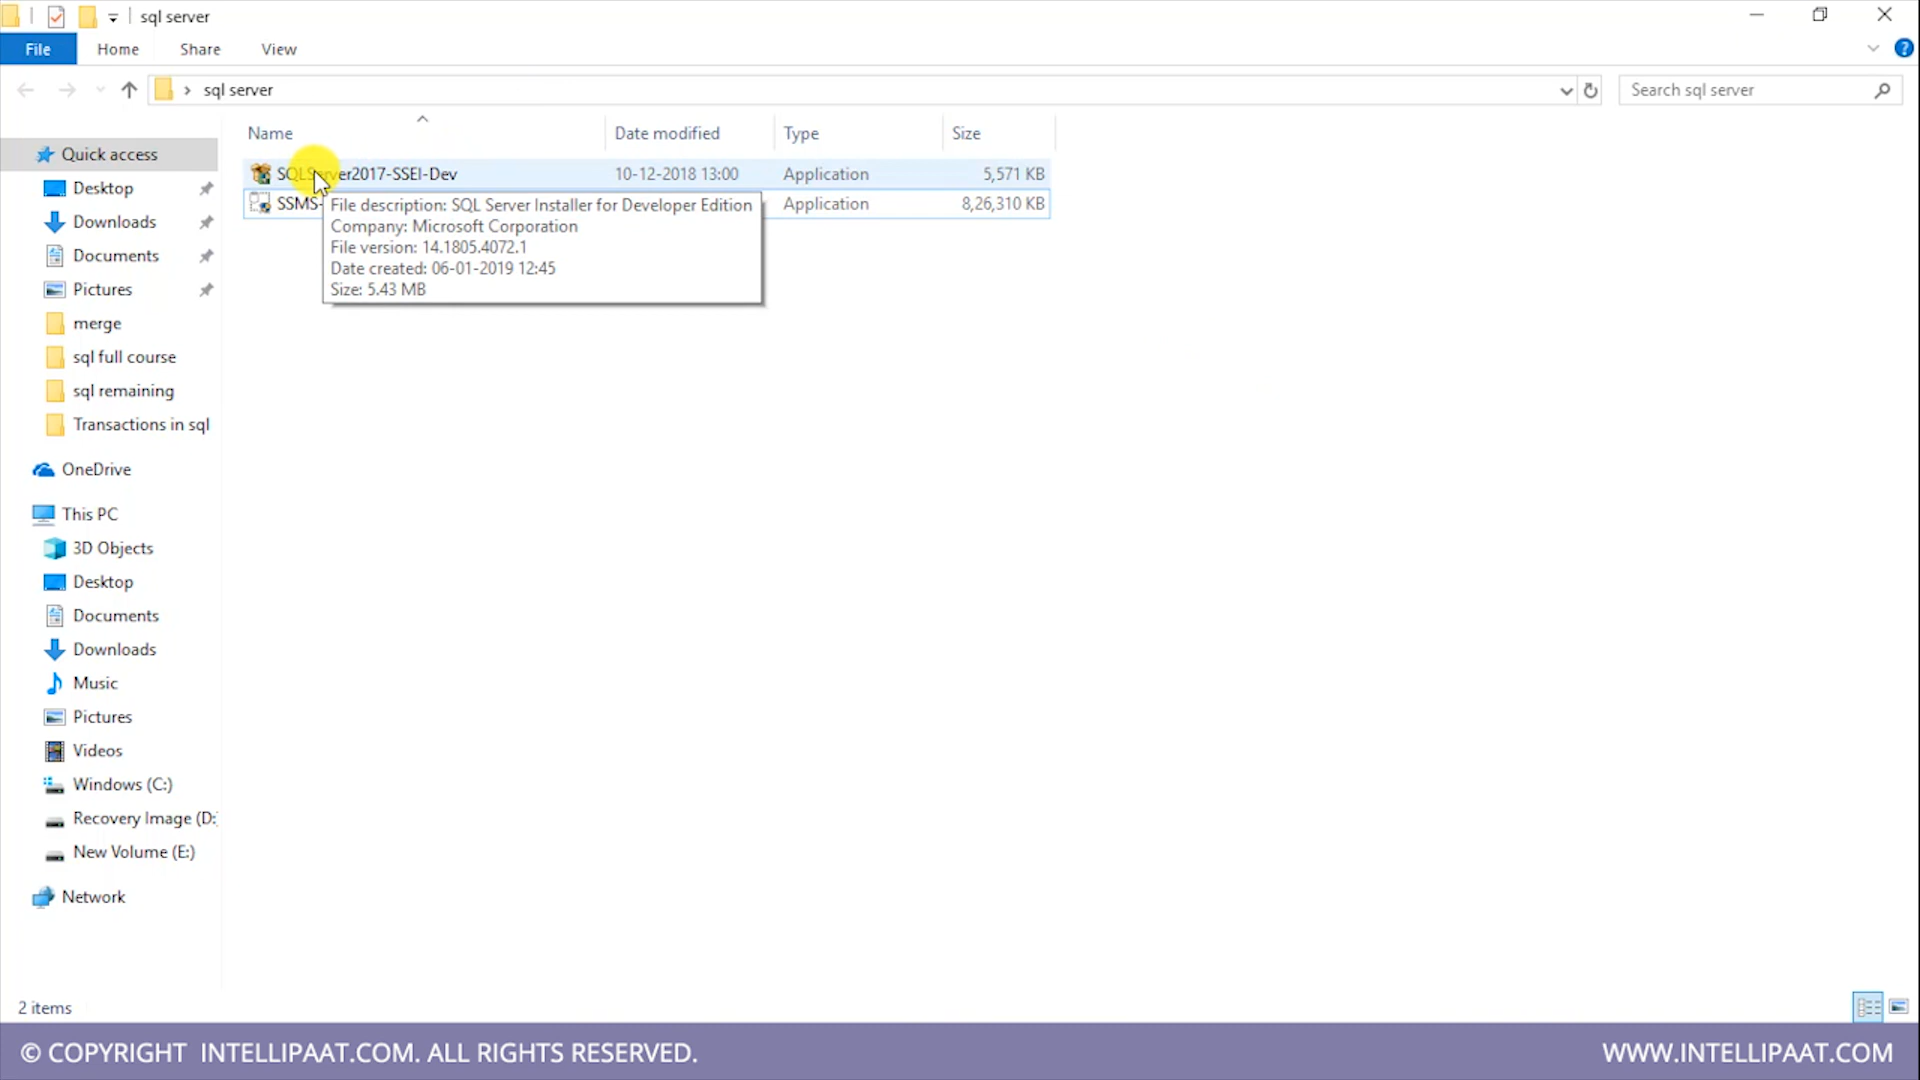 sql server
File Home Share View
sql server
Search sql server
Name Date modified Type Size
Quick access
SQLServer2017-SSEI-Dev 10-12-2018 13:00 Application 5,571 KB
SSMS- Application 8,26,310 KB
File description: SQL Server Installer for Developer Edition
Company: Microsoft Corporation
File version: 14.1805.4072.1
Date created: 06-01-2019 12:45
Size: 5.43 MB
Desktop
Downloads
Documents
Pictures
merge
sql full course
sql remaining
Transactions in sql
OneDrive
This PC
3D Objects
Desktop
Documents
Downloads
Music
Pictures
Videos
Windows (C:)
Recovery Image (D:
New Volume (E:)
Network
2 items
© COPYRIGHT INTELLIPAAT.COM. ALL RIGHTS RESERVED.
WWW.INTELLIPAAT.COM